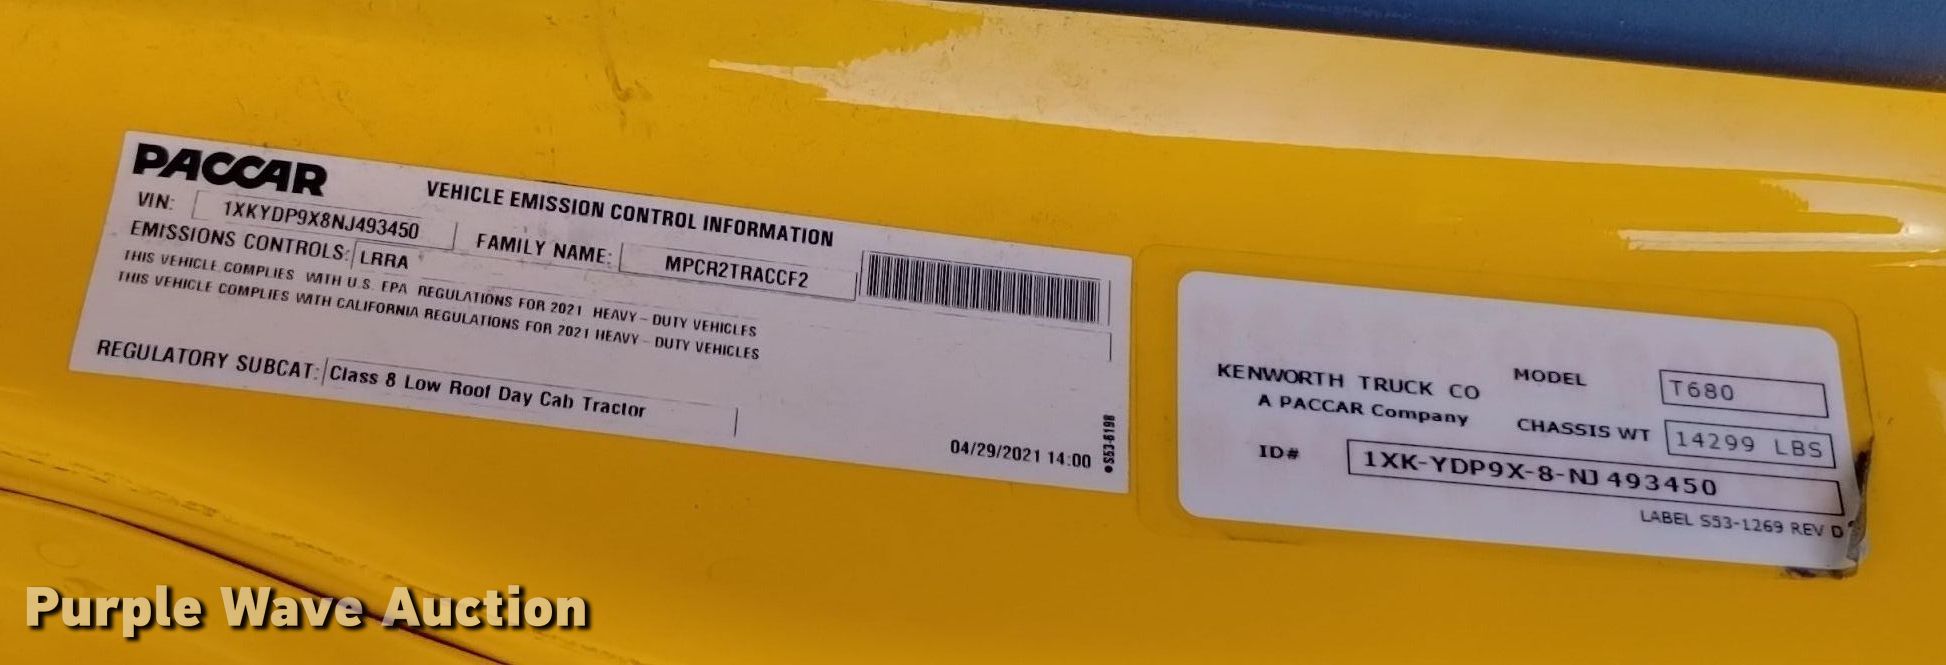 PACCAR
VEHICLE EMISSION CONTROL INFORMATION
VIN: 1XKYDP9X8NJ493450
FAMILY NAME: MPCR2TRACCF2
EMISSIONS CONTROLS: LRRA
THIS VEHICLE COMPLIES WITH U.S. EPA REGULATIONS FOR 2021 HEAVY - DUTY VEHICLES
THIS VEHICLE COMPLIES WITH CALIFORNIA REGULATIONS FOR 2021 HEAVY - DUTY VEHICLES
REGULATORY SUBCAT: Class 8 Low Roof Day Cab Tractor
04/29/2021 14:00
●S53-6198
KENWORTH TRUCK CO
A PACCAR Company
MODEL T680
CHASSIS WT 14299 LBS
ID# 1XK-YDP9X-8-NJ493450
LABEL S53-1269 REV D
Purple Wave Auction